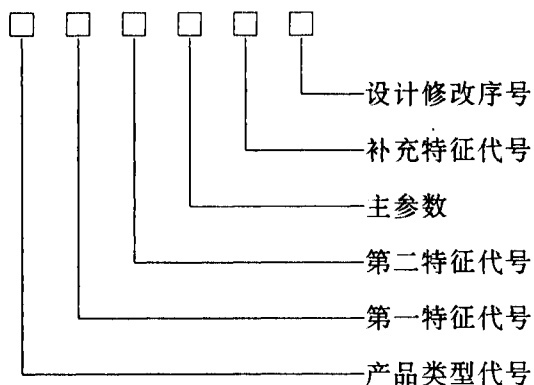 设计修改序号
补充特征代号
主参数
第二特征代号
第一特征代号
产品类型代号